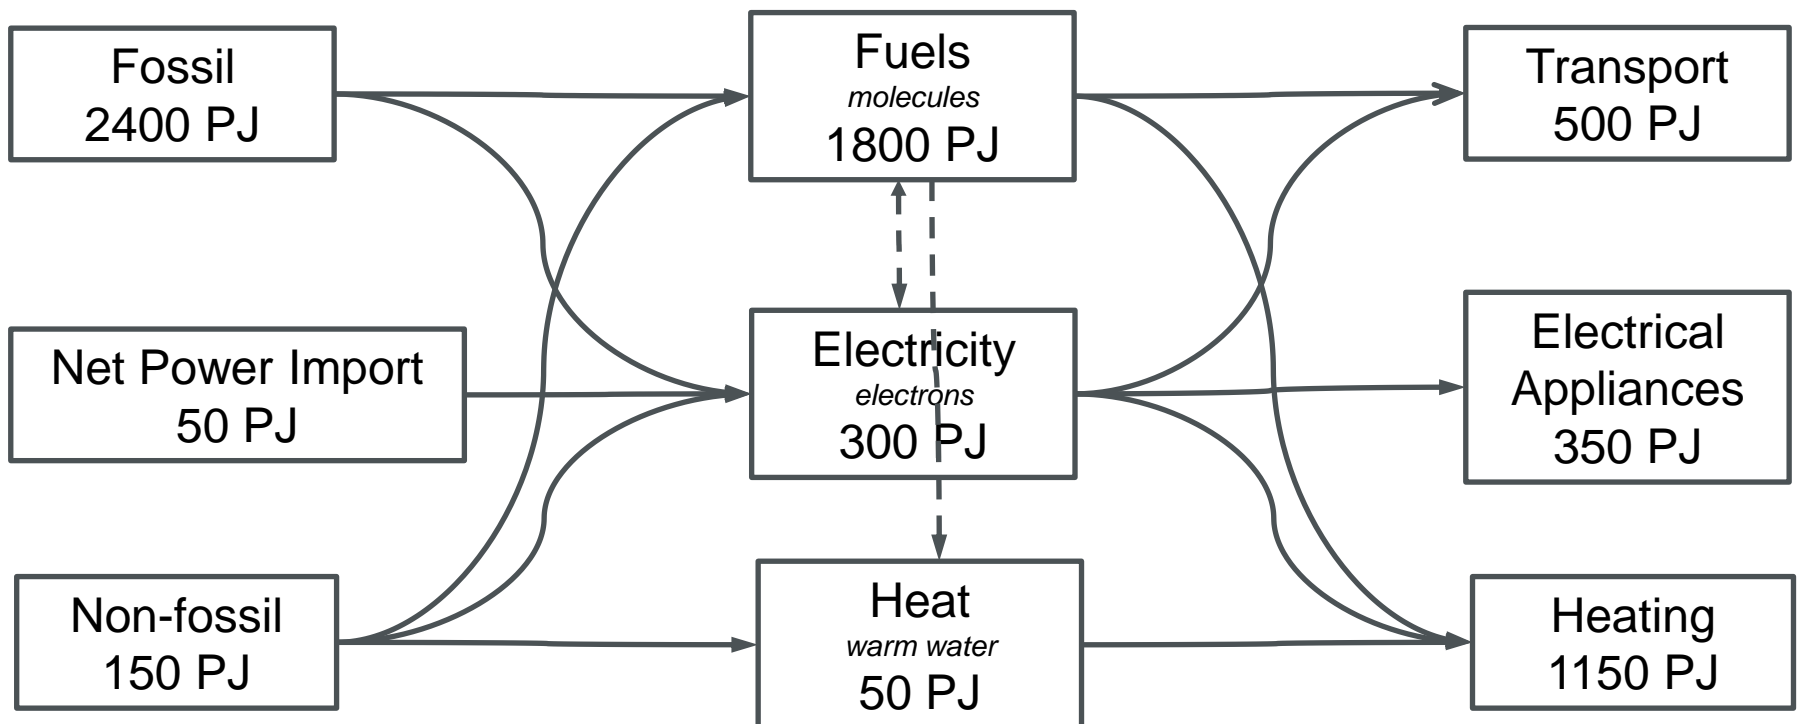 Fossil
2400 PJ
Fuels
molecules
1800 PJ
Transport
500 PJ
Net Power Import
50 PJ
Electricity
electrons
300 PJ
Electrical
Appliances
350 PJ
Non-fossil
150 PJ
Heat
warm water
50 PJ
Heating
1150 PJ